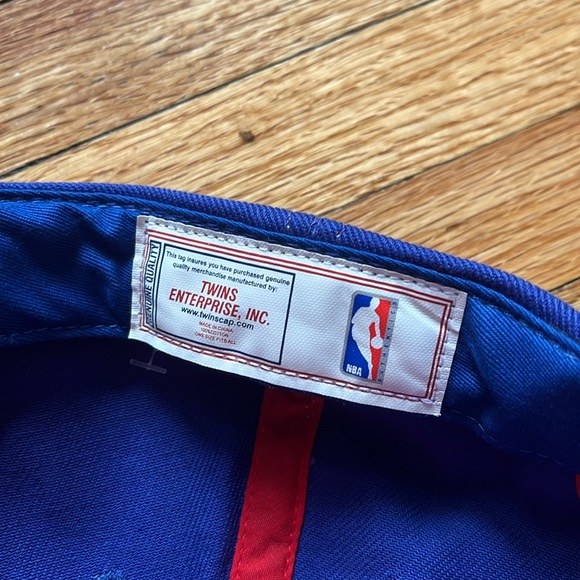 GENUINE QUALITY
This tag insures you have purchased genuine
quality merchandise manufactured by:
TWINS
ENTERPRISE, INC.
www.twinscap.com
MADE IN CHINA
100% COTTON
ONE SIZE FITS ALL
NBA